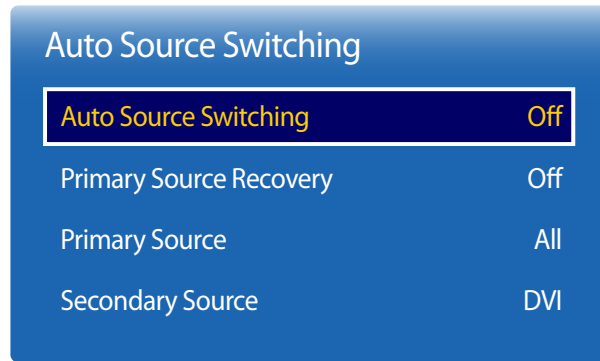 Auto Source Switching
Auto Source Switching Off
Primary Source Recovery Off
Primary Source All
Secondary Source DVI